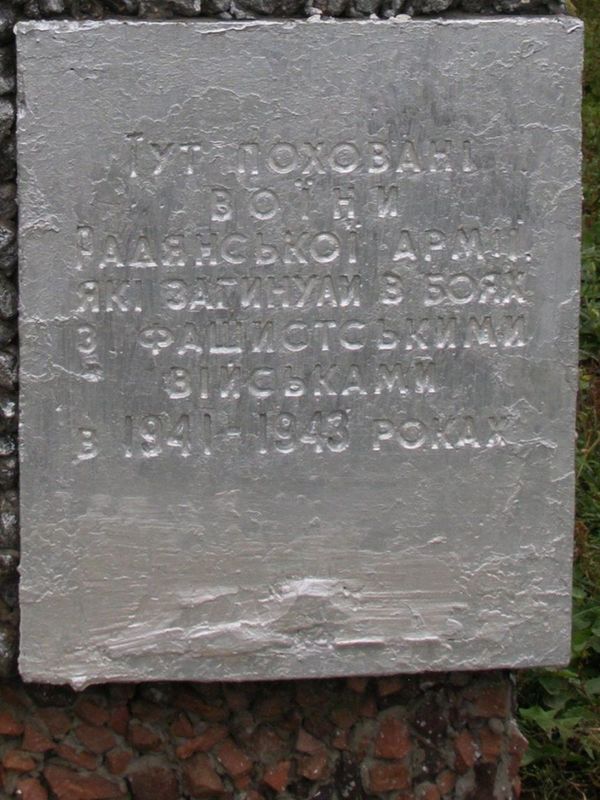 Тут поховані
воїни
Радянської Армії,
які загинули в боях
з фашистськими
військами
в 1941-1943 роках